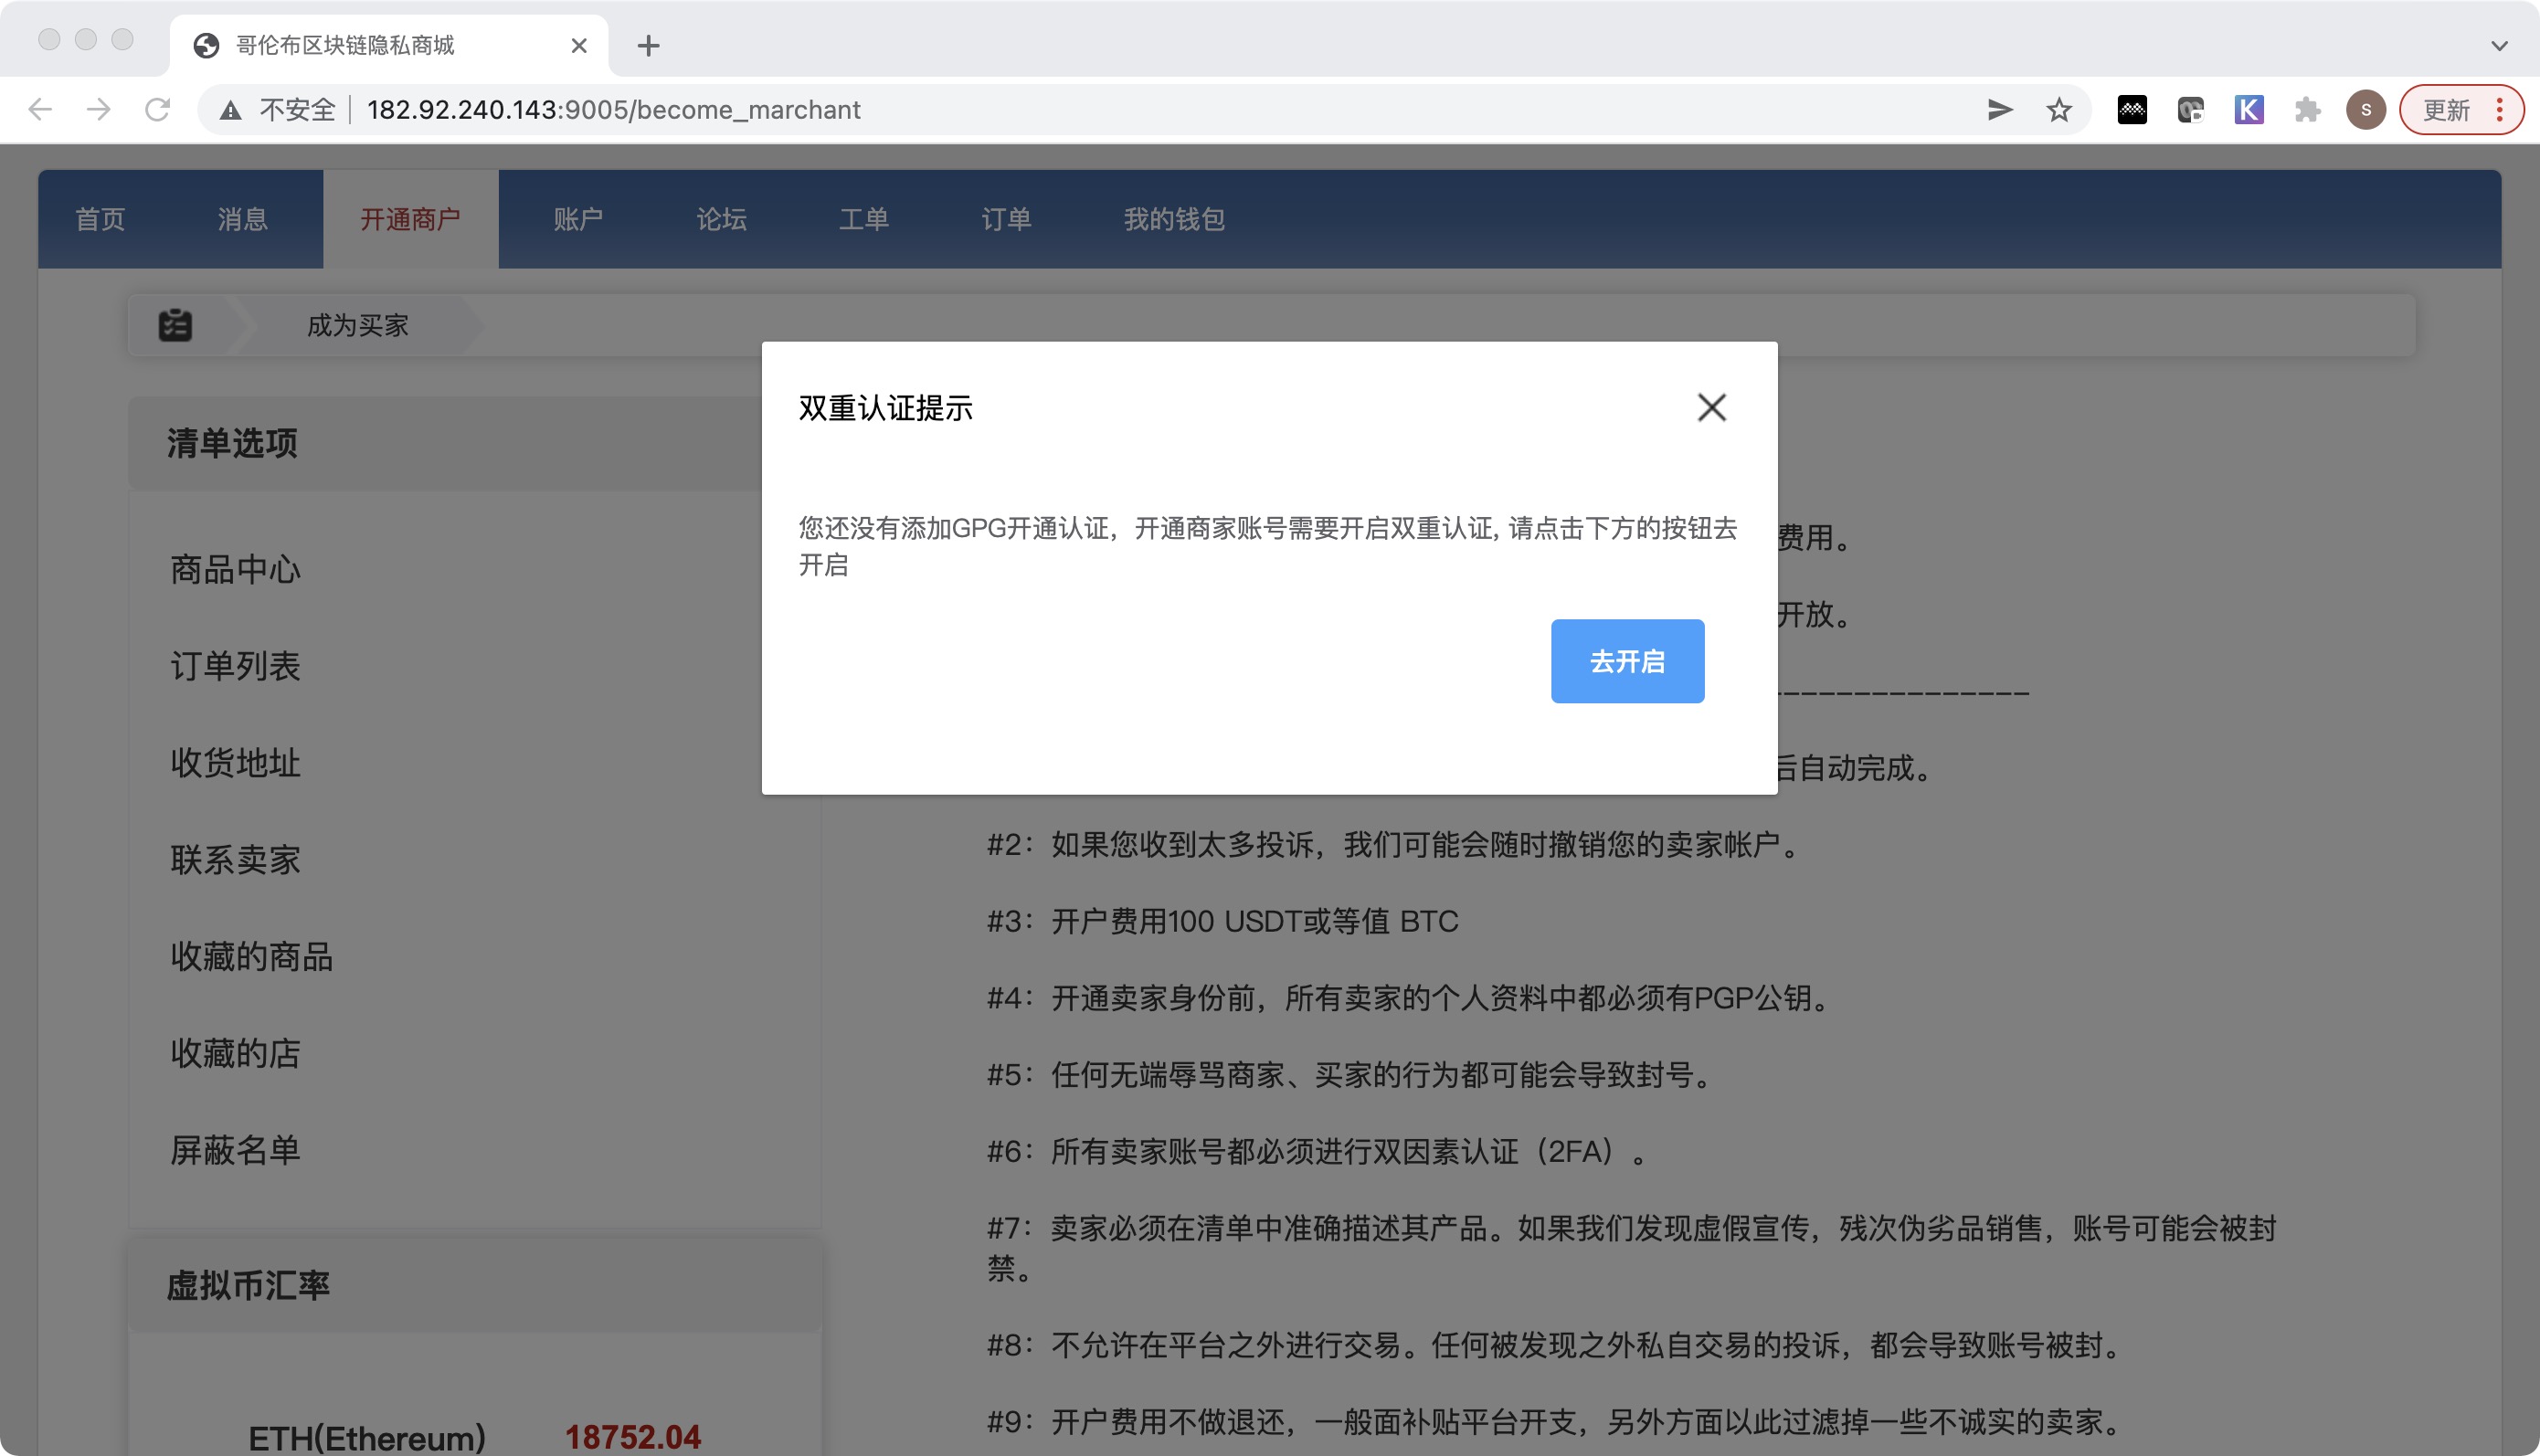 哥伦布区块链隐私商城
不安全 182.92.240.143:9005/become_marchant
K
S
更新
首页 消息 开通商户 账户 论坛 工单 订单 我的钱包
成为买家
清单选项
商品中心
订单列表
收货地址
联系卖家
收藏的商品
收藏的店
屏蔽名单
虚拟币汇率
ETH(Ethereum) 18752.04
双重认证提示
您还没有添加GPG开通认证，开通商家账号需要开启双重认证, 请点击下方的按钮去
开启
去开启
费用。
开放。
--------------
后自动完成。
#2：如果您收到太多投诉，我们可能会随时撤销您的卖家帐户。
#3：开户费用100 USDT或等值 BTC
#4：开通卖家身份前，所有卖家的个人资料中都必须有PGP公钥。
#5：任何无端辱骂商家、买家的行为都可能会导致封号。
#6：所有卖家账号都必须进行双因素认证（2FA）。
#7：卖家必须在清单中准确描述其产品。如果我们发现虚假宣传，残次伪劣品销售，账号可能会被封
禁。
#8：不允许在平台之外进行交易。任何被发现之外私自交易的投诉，都会导致账号被封。
#9：开户费用不做退还，一般面补贴平台开支，另外方面以此过滤掉一些不诚实的卖家。